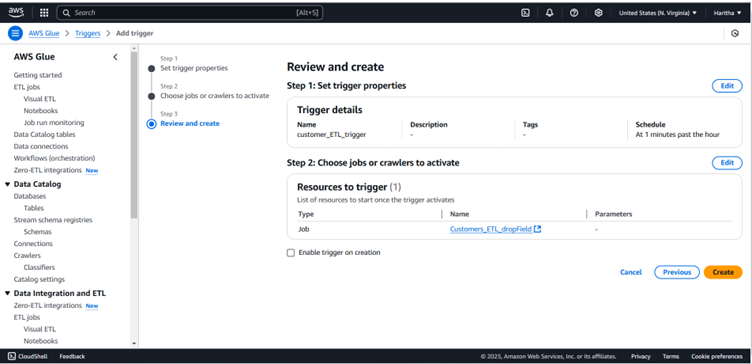 aws
Search
[Alt+S]
United States (N. Virginia)
Haritha
AWS Glue
Triggers
Add trigger
AWS Glue
Getting started
ETL jobs
Visual ETL
Notebooks
Job run monitoring
Data Catalog tables
Data connections
Workflows (orchestration)
Zero-ETL integrations New
Data Catalog
Databases
Tables
Stream schema registries
Schemas
Connections
Crawlers
Classifiers
Catalog settings
Data Integration and ETL
Zero-ETL integrations New
ETL jobs
Visual ETL
Notebooks
Step 1
Set trigger properties
Step 2
Choose jobs or crawlers to activate
Step 3
Review and create
Review and create
Step 1: Set trigger properties
Edit
Trigger details
Name Description Tags Schedule
customer_ETL_trigger - - At 1 minutes past the hour
Step 2: Choose jobs or crawlers to activate
Edit
Resources to trigger (1)
List of resources to start once the trigger activates
Type Name Parameters
Job Customers_ETL_dropField -
Enable trigger on creation
Cancel Previous Create
CloudShell Feedback © 2025, Amazon Web Services, Inc. or its affiliates. Privacy Terms Cookie preferences